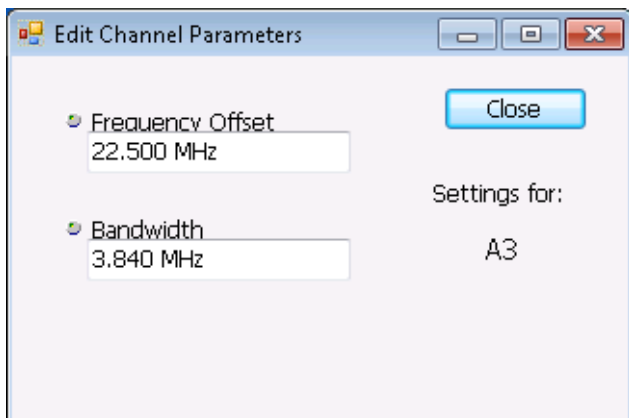 Edit Channel Parameters
Close
Frequency Offset
22.500 MHz
Settings for:
Bandwidth
3.840 MHz
A3